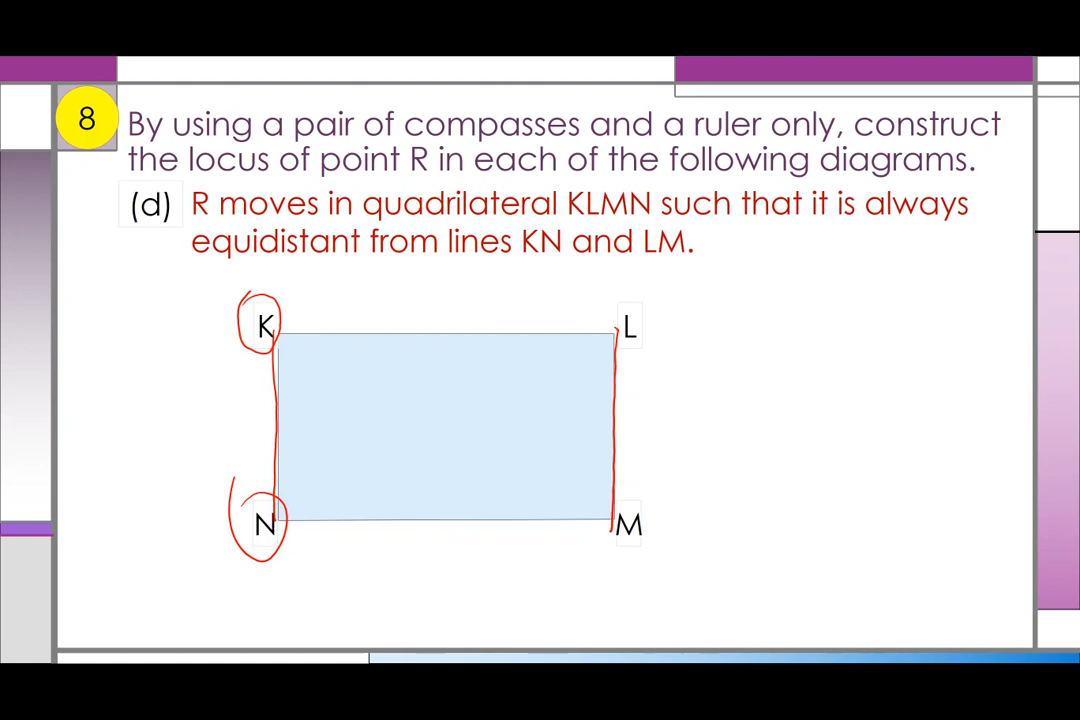 8
By using a pair of compasses and a ruler only, construct
the locus of point R in each of the following diagrams.
(d) R moves in quadrilateral KLMN such that it is always
equidistant from lines KN and LM.
K L
N M